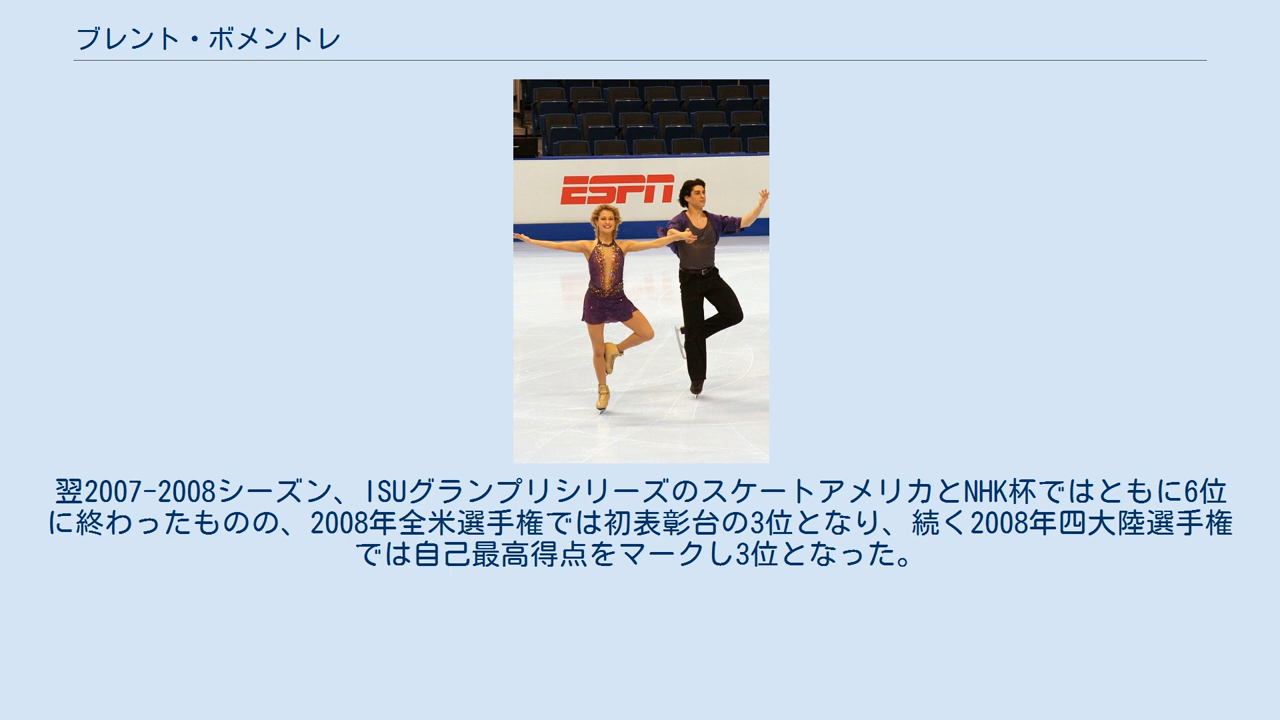 ブレント・ボメントレ
ESPN
翌2007-2008シーズン、ISUグランプリシリーズのスケートアメリカとNHK杯ではともに6位
に終わったものの、2008年全米選手権では初表彰台の3位となり、続く2008年四大陸選手権
では自己最高得点をマークし3位となった。